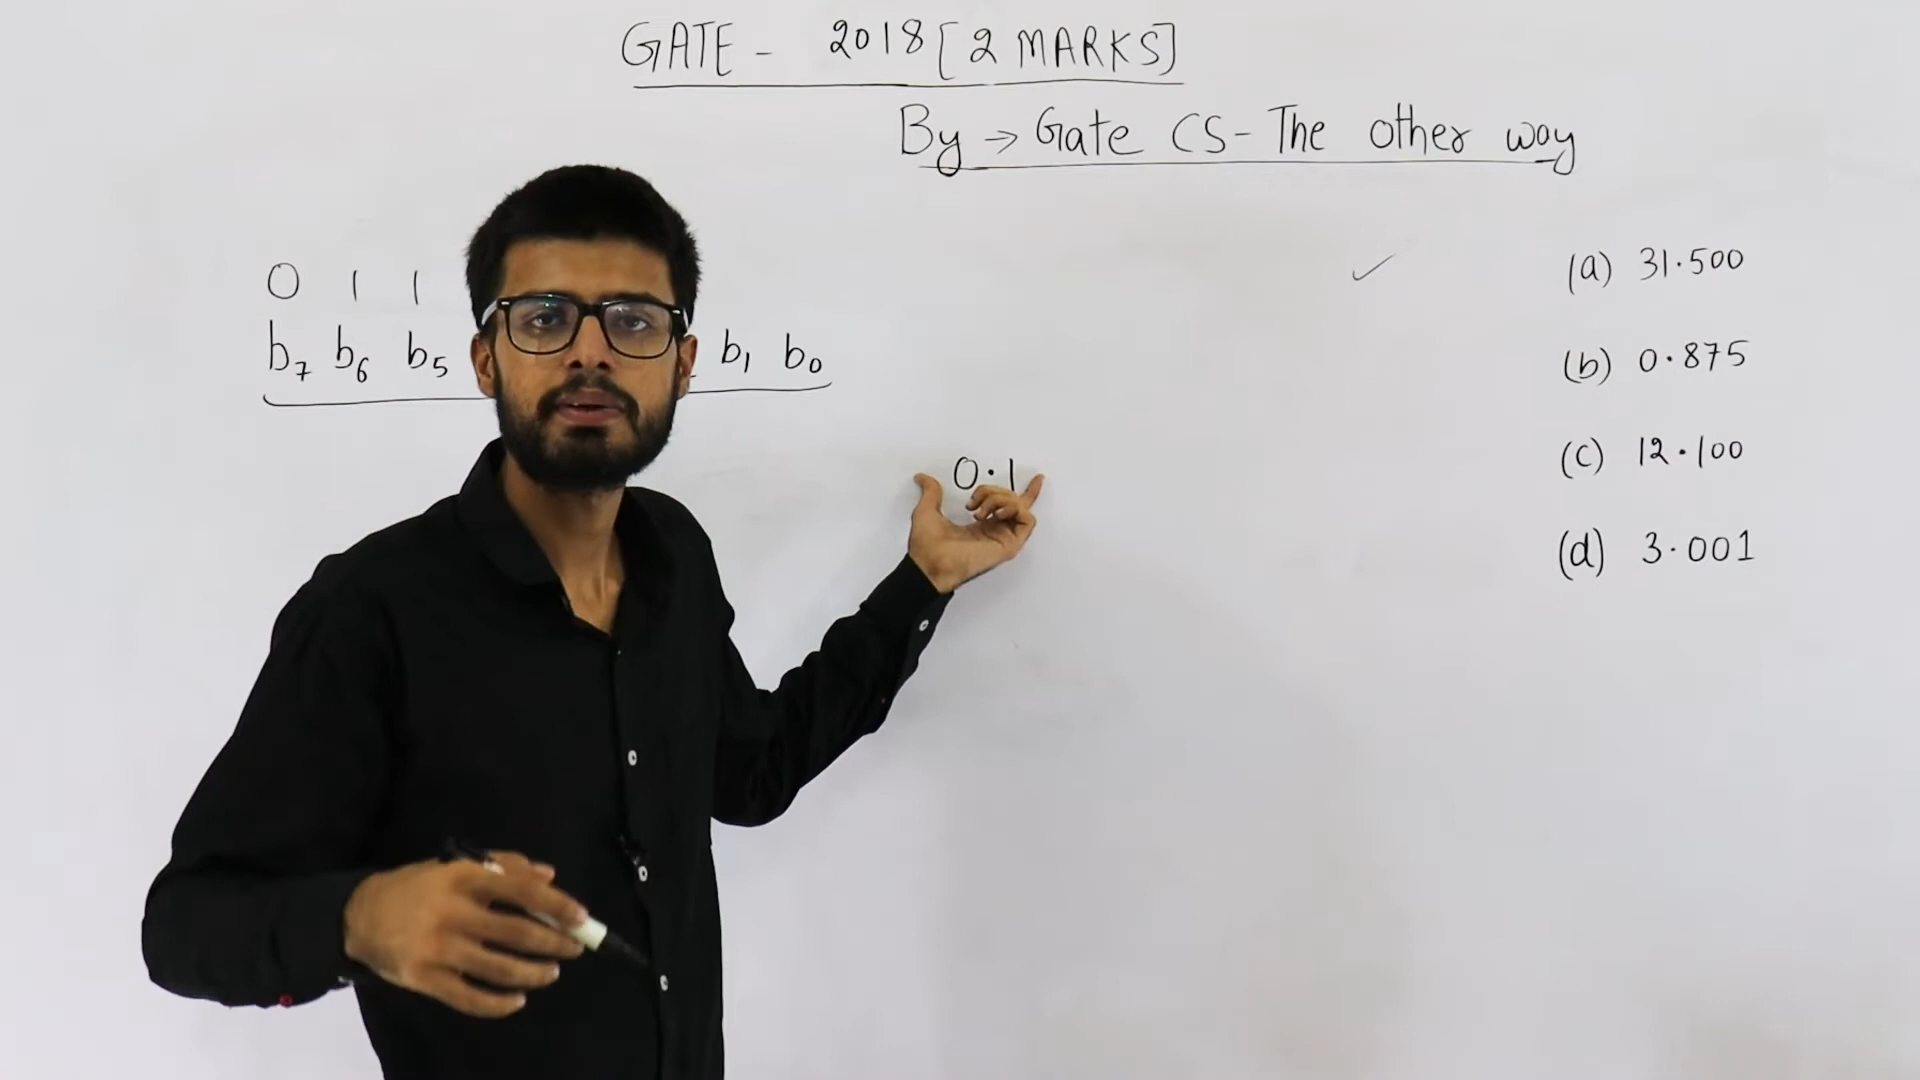 GATE - 2018 [2 MARKS]
By → Gate CS - The other way
0 1 1
b7 b6 b5 b1 b0
0.1
(a) 31.500
(b) 0.875
(c) 12.100
(d) 3.001